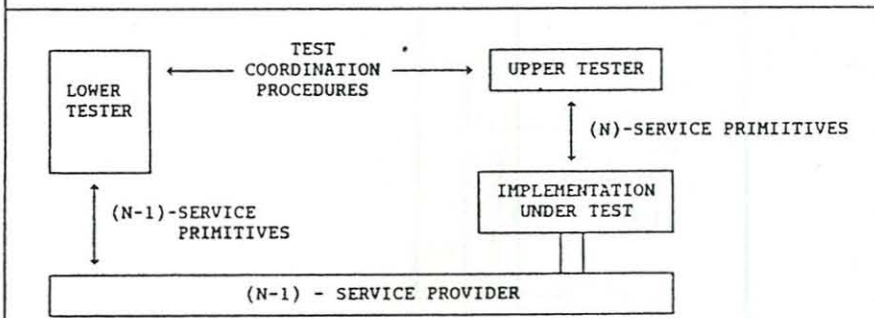 TEST
COORDINATION
PROCEDURES
LOWER
TESTER
UPPER TESTER
(N)-SERVICE PRIMIITIVES
(N-1)-SERVICE
PRIMITIVES
IMPLEMENTATION
UNDER TEST
(N-1) - SERVICE PROVIDER